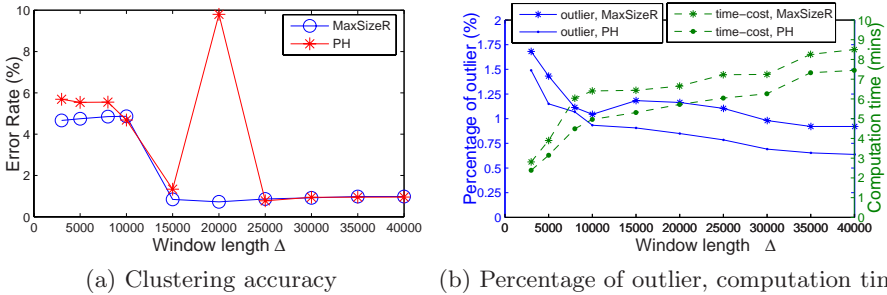 MaxSizeR
PH
Error Rate (%)
10
8
6
4
2
0
0 5000 10000 15000 20000 25000 30000 35000 40000
Window length Δ
(a) Clustering accuracy
outlier, MaxSizeR
outlier, PH
time−cost, MaxSizeR
time−cost, PH
Percentage of outlier (%)
2
1.75
1.5
1.25
1
0.75
0.5
0.25
0
0 5000 10000 15000 20000 25000 30000 35000 40000
Window length Δ
10
9
8
7
6
5
4
3
2
1
0
Computation time (mins)
(b) Percentage of outlier, computation tim